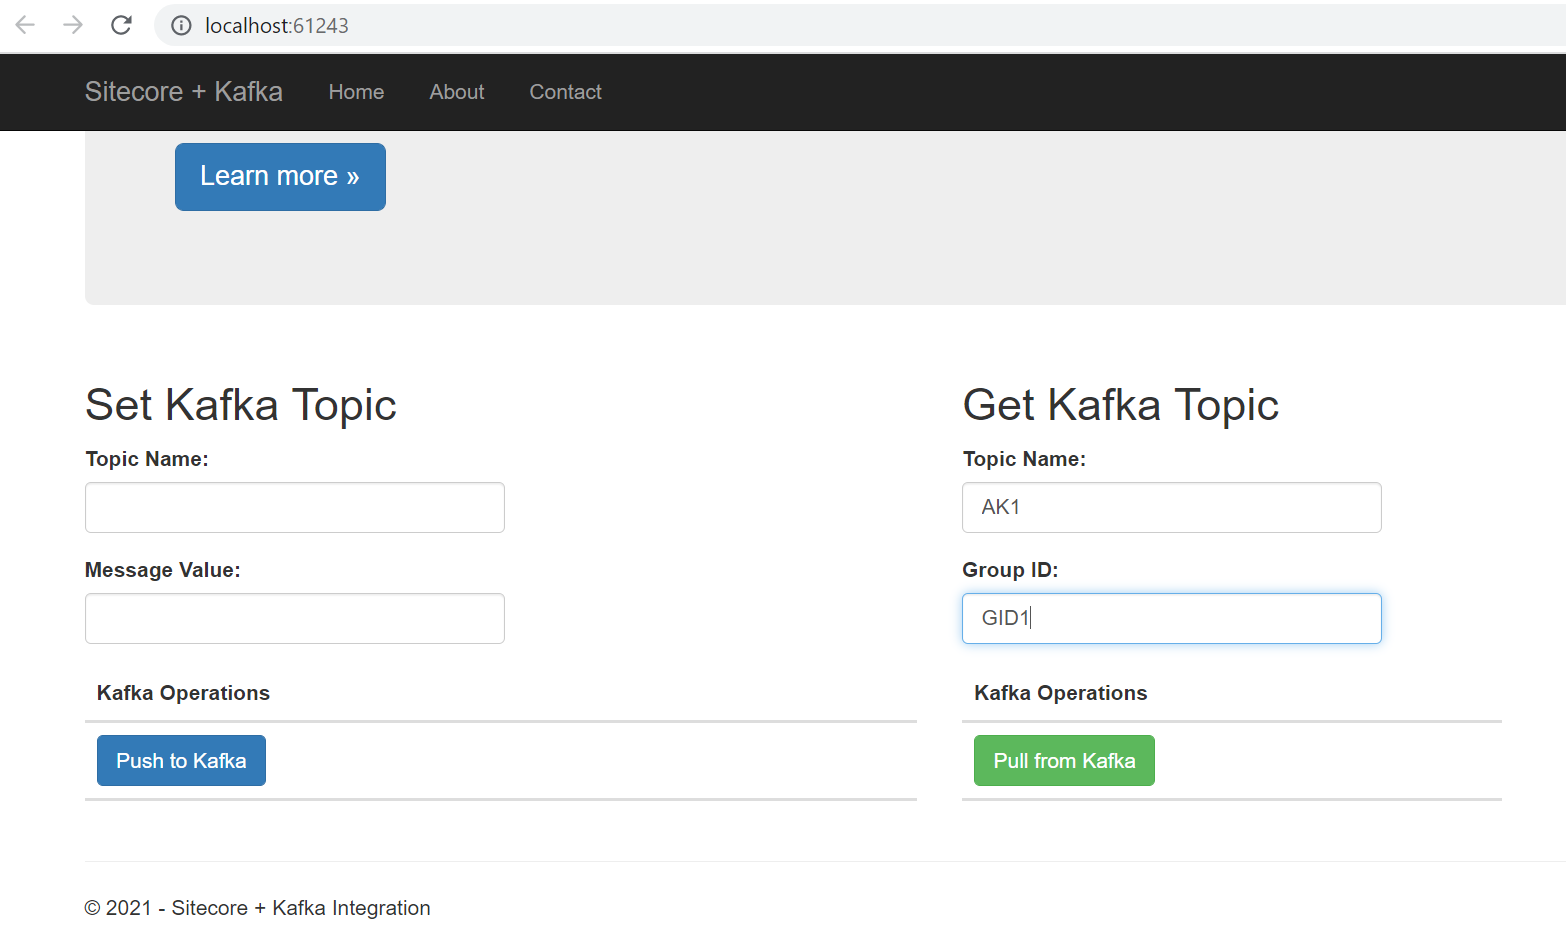 localhost:61243
Sitecore + Kafka Home About Contact
Learn more »
Set Kafka Topic
Topic Name:
Message Value:
Kafka Operations
Push to Kafka
Get Kafka Topic
Topic Name:
AK1
Group ID:
GID1
Kafka Operations
Pull from Kafka
© 2021 - Sitecore + Kafka Integration